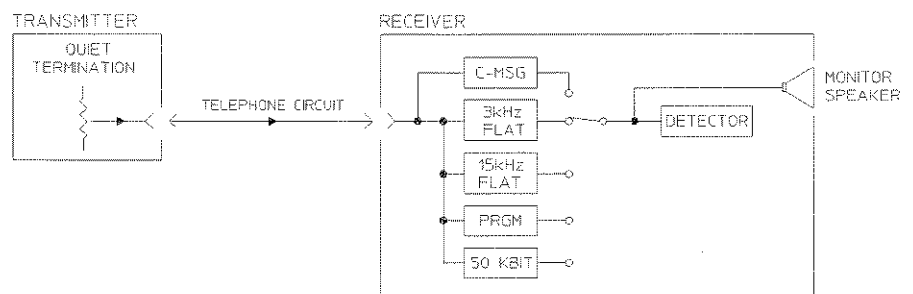 TRANSMITTER
QUIET
TERMINATION
TELEPHONE CIRCUIT
RECEIVER
C-MSG
3kHz
FLAT
15kHz
FLAT
PRGM
50 KBIT
DETECTOR
MONITOR
SPEAKER